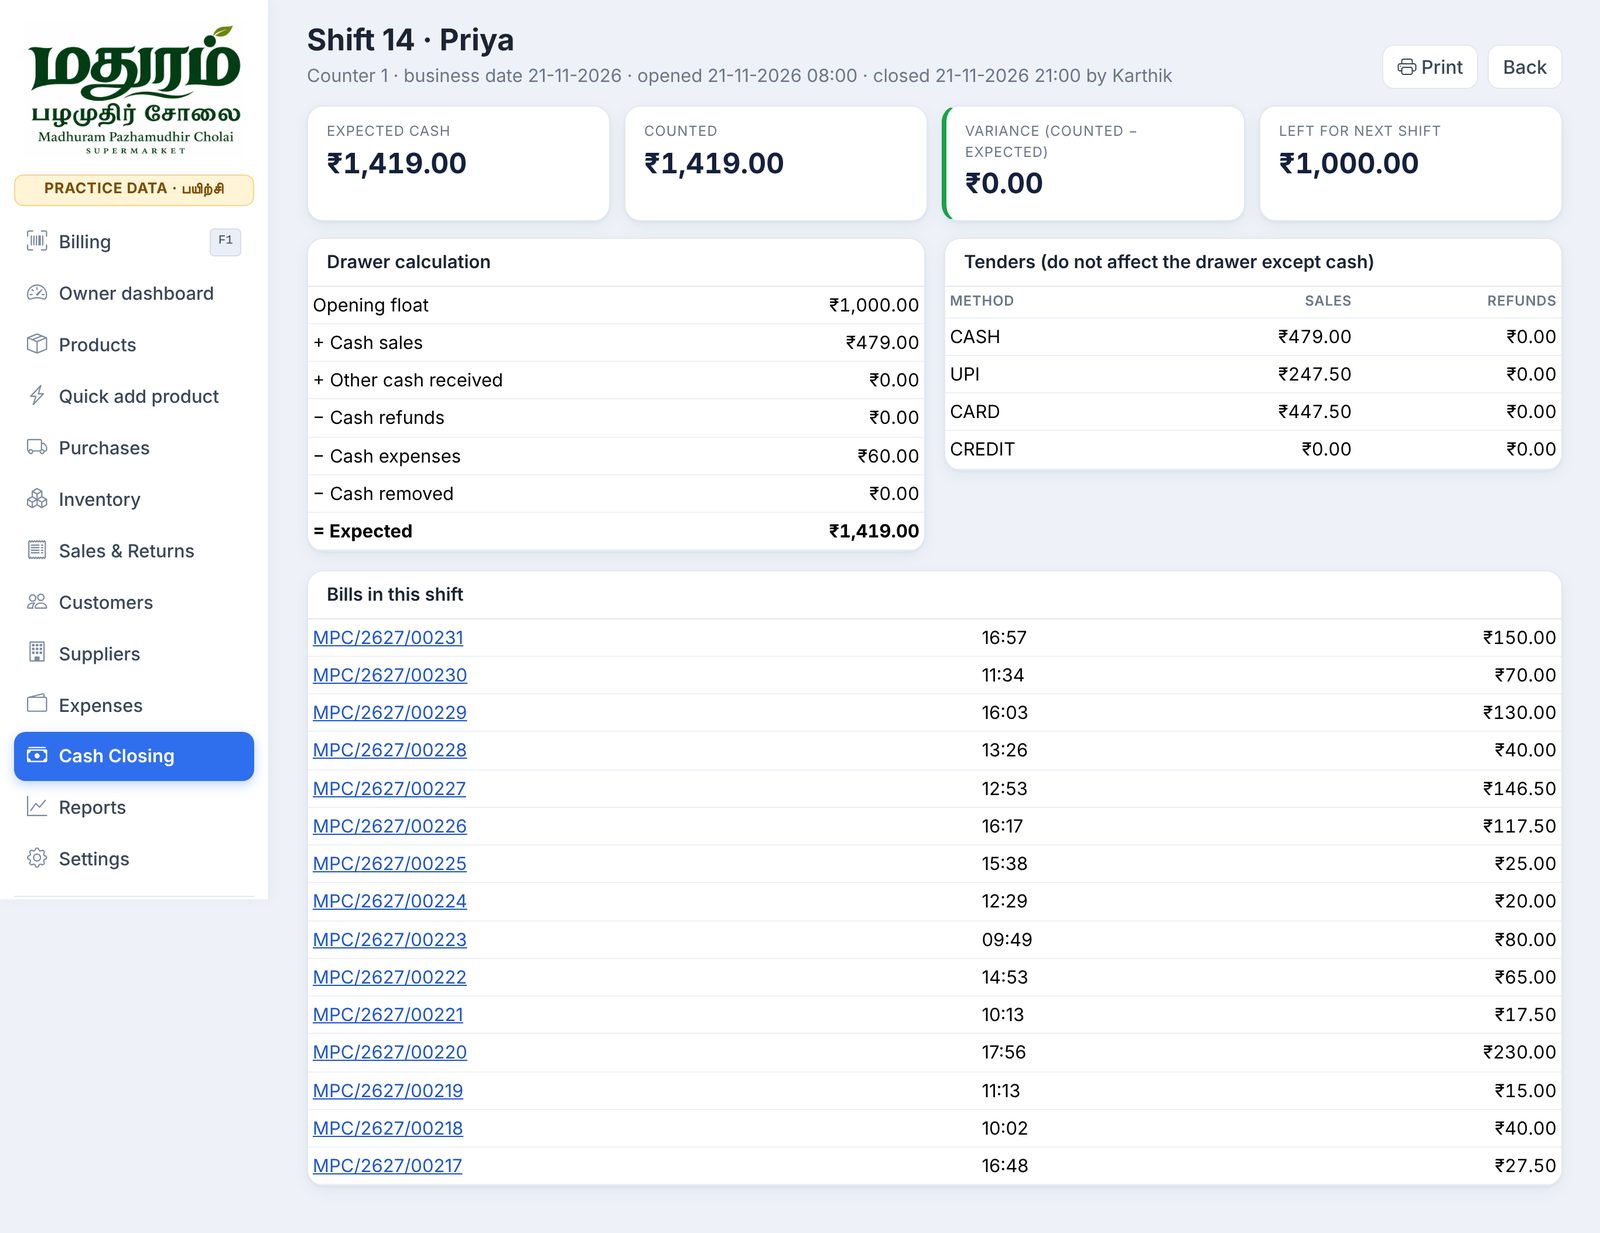 மதுரம்
பழமுதிர் சோலை
Madhuram Pazhamudhir Cholai
SUPERMARKET
PRACTICE DATA · பயிற்சி
Billing F1
Owner dashboard
Products
Quick add product
Purchases
Inventory
Sales & Returns
Customers
Suppliers
Expenses
Cash Closing
Reports
Settings
Shift 14 · Priya
Counter 1 · business date 21-11-2026 · opened 21-11-2026 08:00 · closed 21-11-2026 21:00 by Karthik
Print Back
EXPECTED CASH
₹1,419.00
COUNTED
₹1,419.00
VARIANCE (COUNTED −
EXPECTED)
₹0.00
LEFT FOR NEXT SHIFT
₹1,000.00
Drawer calculation
Opening float ₹1,000.00
+ Cash sales ₹479.00
+ Other cash received ₹0.00
− Cash refunds ₹0.00
− Cash expenses ₹60.00
− Cash removed ₹0.00
= Expected ₹1,419.00
Tenders (do not affect the drawer except cash)
METHOD SALES REFUNDS
CASH ₹479.00 ₹0.00
UPI ₹247.50 ₹0.00
CARD ₹447.50 ₹0.00
CREDIT ₹0.00 ₹0.00
Bills in this shift
MPC/2627/00231 16:57 ₹150.00
MPC/2627/00230 11:34 ₹70.00
MPC/2627/00229 16:03 ₹130.00
MPC/2627/00228 13:26 ₹40.00
MPC/2627/00227 12:53 ₹146.50
MPC/2627/00226 16:17 ₹117.50
MPC/2627/00225 15:38 ₹25.00
MPC/2627/00224 12:29 ₹20.00
MPC/2627/00223 09:49 ₹80.00
MPC/2627/00222 14:53 ₹65.00
MPC/2627/00221 10:13 ₹17.50
MPC/2627/00220 17:56 ₹230.00
MPC/2627/00219 11:13 ₹15.00
MPC/2627/00218 10:02 ₹40.00
MPC/2627/00217 16:48 ₹27.50